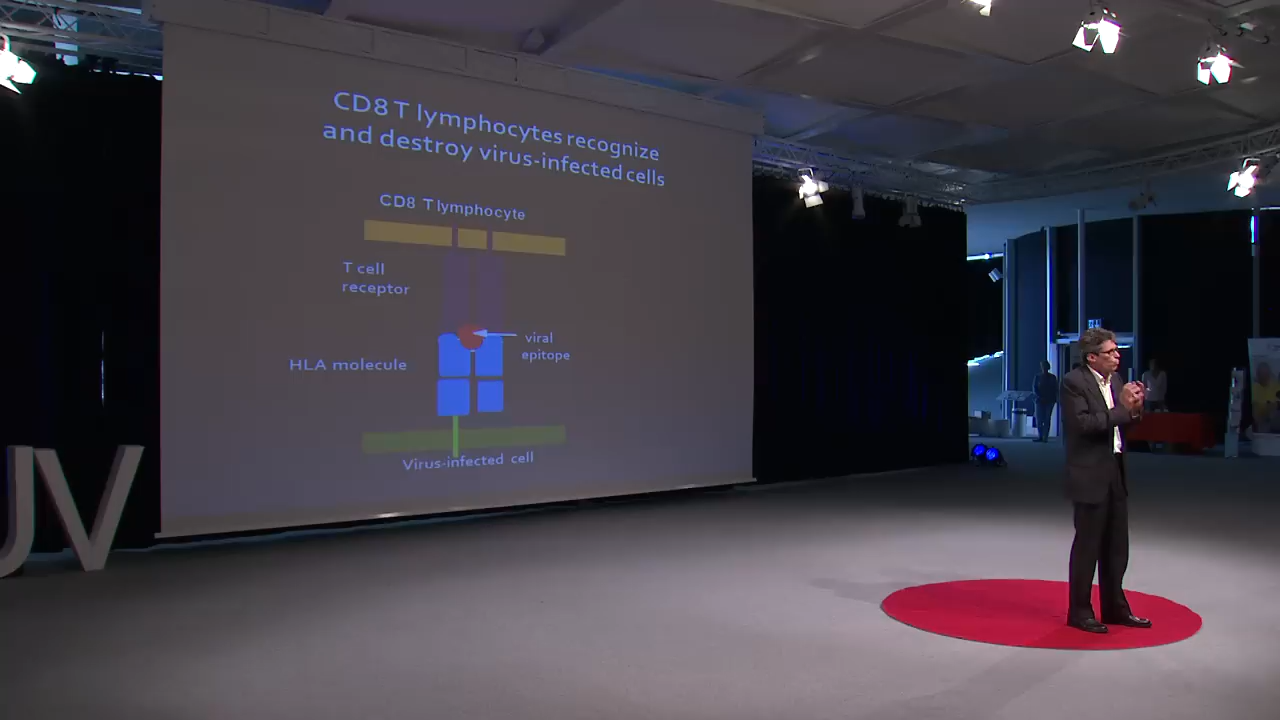 CD8 T lymphocytes recognize
and destroy virus-infected cells
CD8 T lymphocyte
T cell
receptor
viral
epitope
HLA molecule
Virus-infected cell
UV